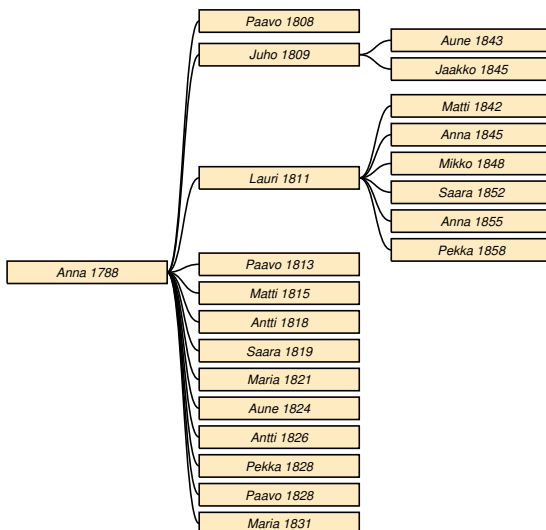 Paavo 1808
Juho 1809
Aune 1843
Jaakko 1845
Matti 1842
Anna 1845
Mikko 1848
Lauri 1811
Saara 1852
Anna 1855
Pekka 1858
Anna 1788
Paavo 1813
Matti 1815
Antti 1818
Saara 1819
Maria 1821
Aune 1824
Antti 1826
Pekka 1828
Paavo 1828
Maria 1831